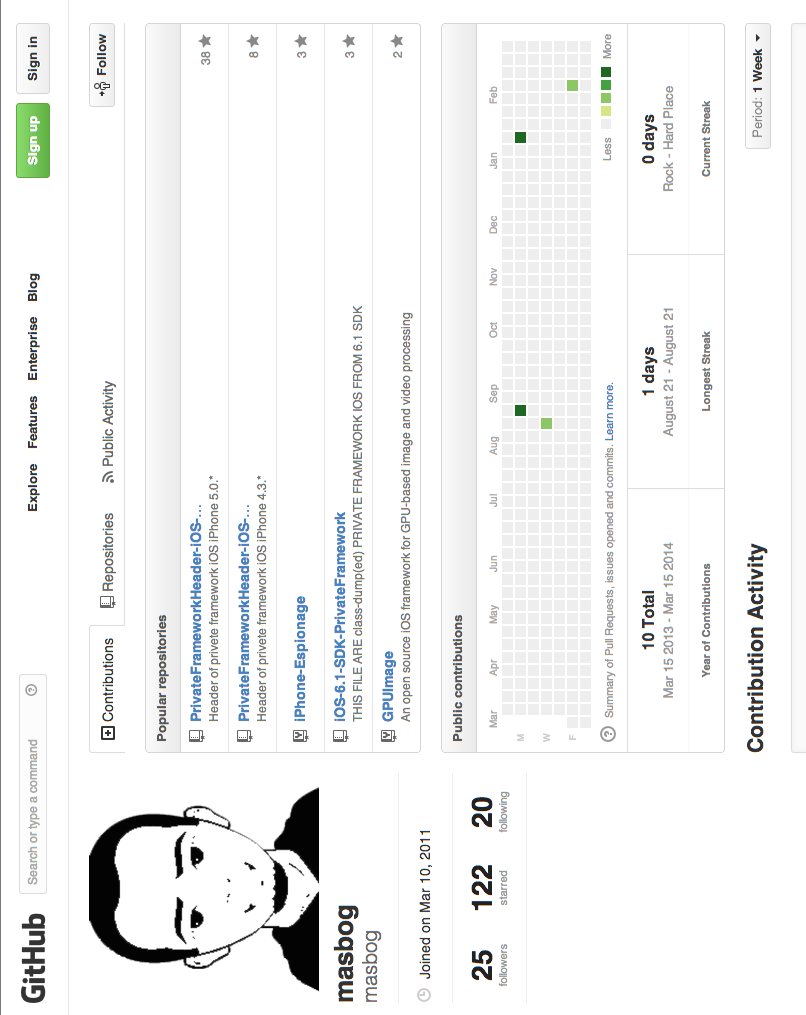 GitHub
Search or type a command
Explore Features Enterprise Blog
Sign up
Sign in
masbog
masbog
Joined on Mar 10, 2011
25 122 20
followers starred following
Contributions Repositories Public Activity
Follow
Popular repositories
PrivateFrameworkHeader-iOS-... 38
Header of privete framework iOS iPhone 5.0.*
PrivateFrameworkHeader-iOS-... 8
Header of privete framework iOS iPhone 4.3.*
iPhone-Espionage 3
iOS-6.1-SDK-PrivateFramework 3
THIS FILE ARE class-dump(ed) PRIVATE FRAMEWORK IOS FROM 6.1 SDK
GPUImage 2
An open source iOS framework for GPU-based image and video processing
Public contributions
Mar Apr May Jun Jul Aug Sep Oct Nov Dec Jan Feb
M
W
F
Summary of Pull Requests, issues opened and commits. Learn more.
Less More
10 Total
Mar 15 2013 - Mar 15 2014
Year of Contributions
1 days
August 21 - August 21
Longest Streak
0 days
Rock - Hard Place
Current Streak
Contribution Activity
Period: 1 Week